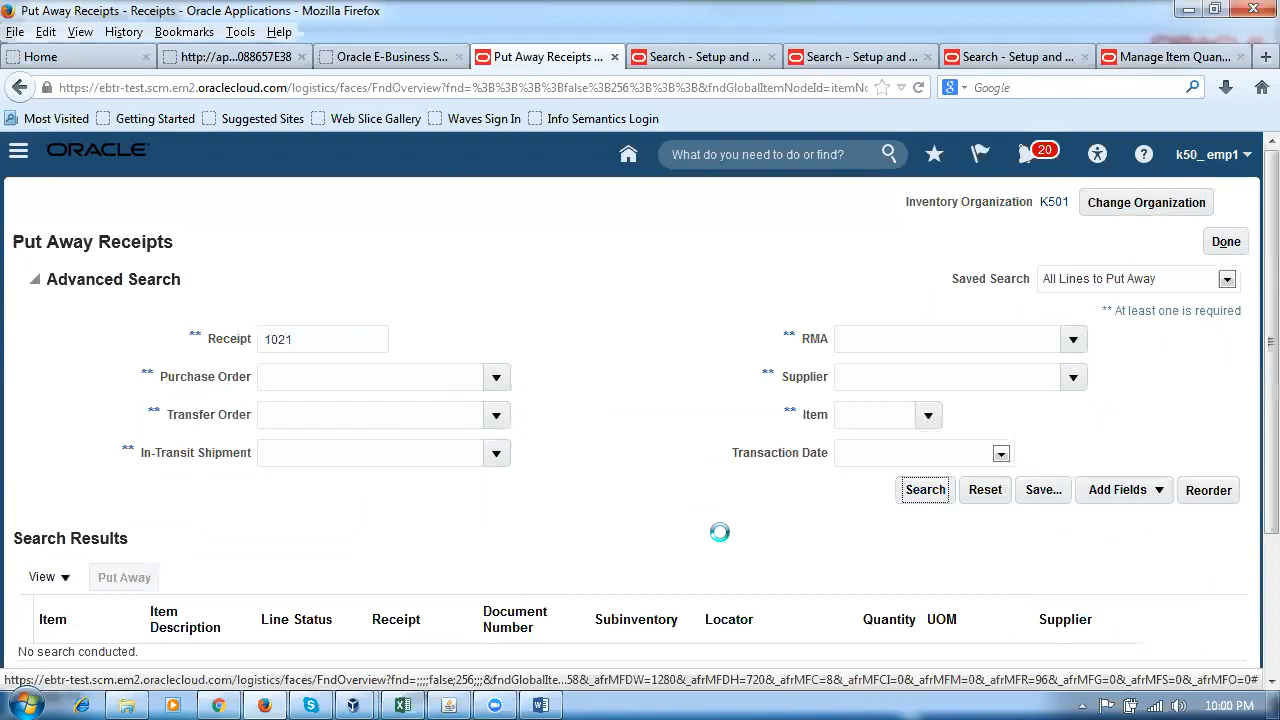 Put Away Receipts - Receipts - Oracle Applications - Mozilla Firefox
File Edit View History Bookmarks Tools Help
Home http://ap...088657E38 Oracle E-Business S... Put Away Receipts ... Search - Setup and ... Search - Setup and ... Search - Setup and ... Manage Item Quan...
https://ebtr-test.scm.em2.oraclecloud.com/logistics/faces/FndOverview?fnd=%3B%3B%3B%3Bfalse%3B256%3B%3B%3B&fndGlobalItemNodeId=itemNo Google
Most Visited Getting Started Suggested Sites Web Slice Gallery Waves Sign In Info Semantics Login
ORACLE What do you need to do or find? 20 k50_emp1
Inventory Organization K501 Change Organization
Put Away Receipts Done
Advanced Search Saved Search All Lines to Put Away
** At least one is required
** Receipt 1021 ** RMA
** Purchase Order ** Supplier
** Transfer Order ** Item
** In-Transit Shipment Transaction Date
Search Reset Save... Add Fields Reorder
Search Results
View Put Away
Item Item Description Line Status Receipt Document Number Subinventory Locator Quantity UOM Supplier
No search conducted.
https://ebtr-test.scm.em2.oraclecloud.com/logistics/faces/FndOverview?fnd=;;;;false;256;;;&fndGlobalIte...58&_afrMFDW=1280&_afrMFDH=720&_afrMFC=8&_afrMFCI=0&_afrMFM=0&_afrMFR=96&_afrMFG=0&_afrMFS=0&_afrMFO=0#
10:00 PM